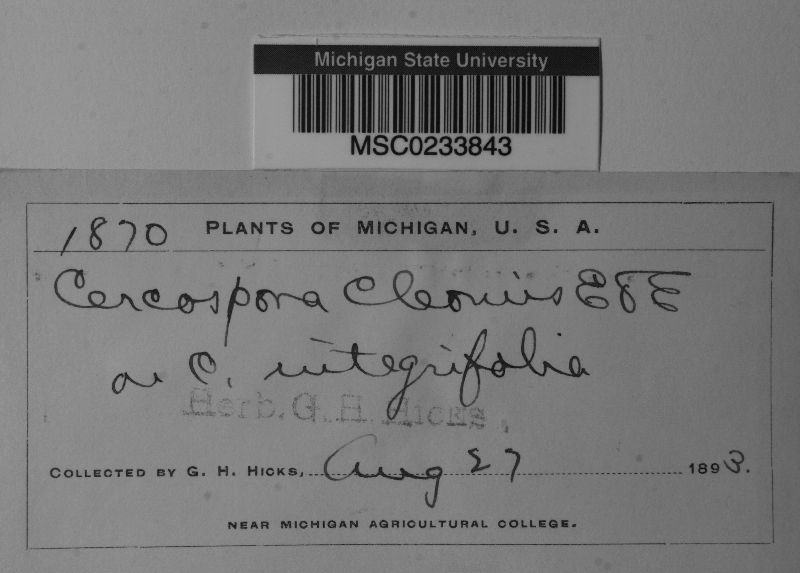 Michigan State University
MSC0233843
1870 PLANTS OF MICHIGAN, U. S. A.
Cercospora Cleomis E & E
on C. integrifolia
Herb. G. H. Hicks,
COLLECTED BY G. H. HICKS, Aug 27 1893.
NEAR MICHIGAN AGRICULTURAL COLLEGE.